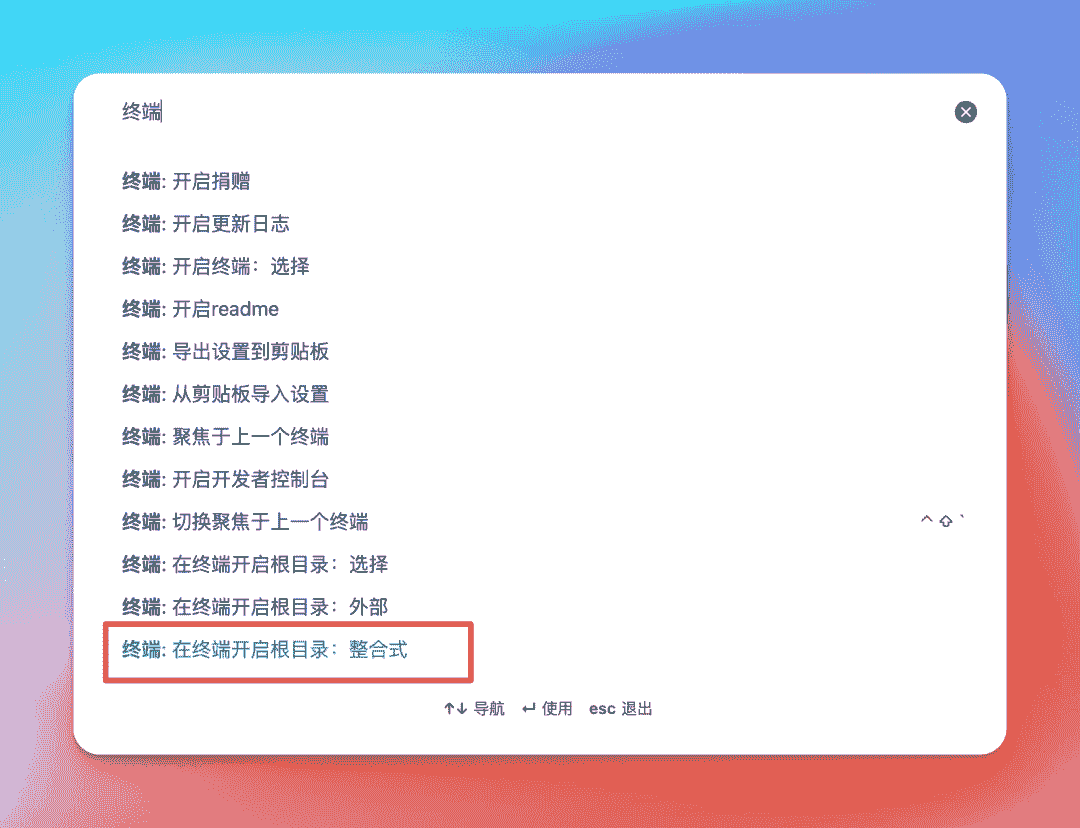 终端
终端: 开启捐赠
终端: 开启更新日志
终端: 开启终端：选择
终端: 开启readme
终端: 导出设置到剪贴板
终端: 从剪贴板导入设置
终端: 聚焦于上一个终端
终端: 开启开发者控制台
终端: 切换聚焦于上一个终端 ^⇧`
终端: 在终端开启根目录：选择
终端: 在终端开启根目录：外部
终端: 在终端开启根目录：整合式
↑↓ 导航 ↵ 使用 esc 退出